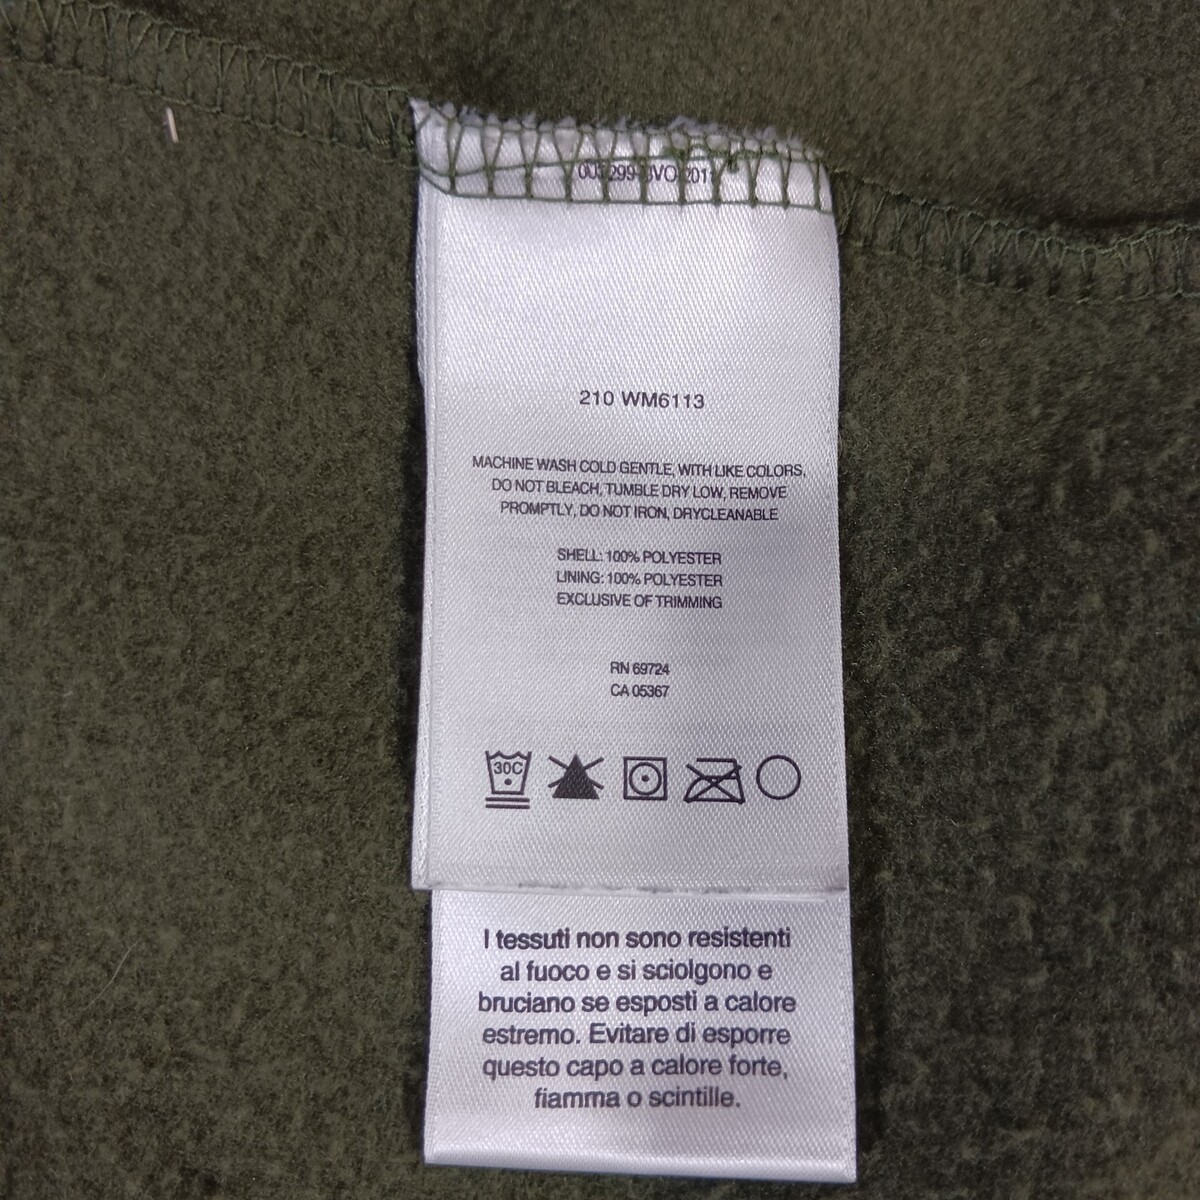 210 WM6113
MACHINE WASH COLD GENTLE, WITH LIKE COLORS,
DO NOT BLEACH, TUMBLE DRY LOW, REMOVE
PROMPTLY, DO NOT IRON, DRYCLEANABLE
SHELL: 100% POLYESTER
LINING: 100% POLYESTER
EXCLUSIVE OF TRIMMING
RN 69724
CA 05367
30C
I tessuti non sono resistenti
al fuoco e si sciolgono e
bruciano se esposti a calore
estremo. Evitare di esporre
questo capo a calore forte,
fiamma o scintille.